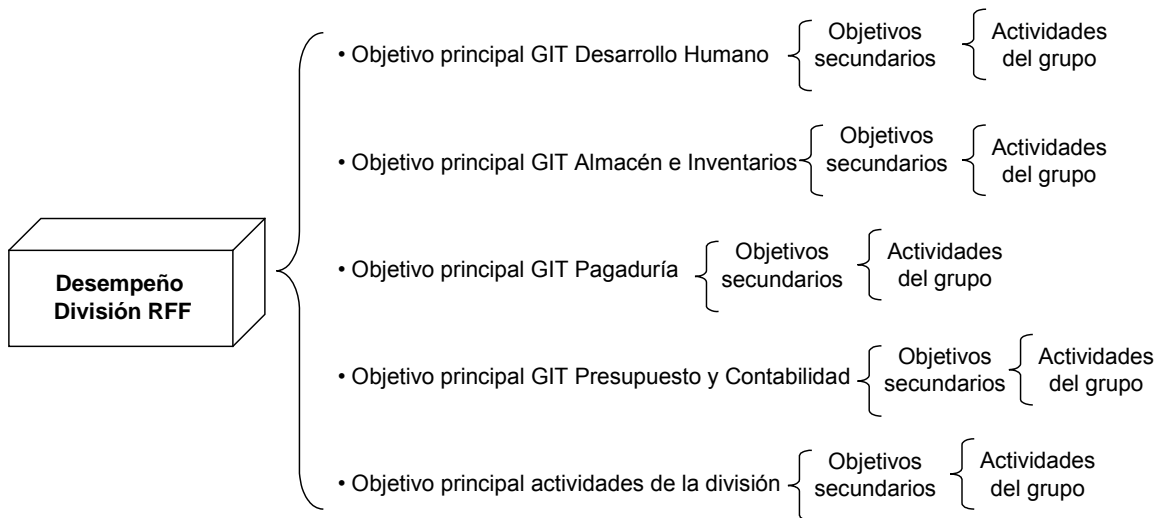 Desempeño
División RFF
• Objetivo principal GIT Desarrollo Humano
Objetivos
secundarios
Actividades
del grupo
• Objetivo principal GIT Almacén e Inventarios
Objetivos
secundarios
Actividades
del grupo
• Objetivo principal GIT Pagaduría
Objetivos
secundarios
Actividades
del grupo
• Objetivo principal GIT Presupuesto y Contabilidad
Objetivos
secundarios
Actividades
del grupo
• Objetivo principal actividades de la división
Objetivos
secundarios
Actividades
del grupo